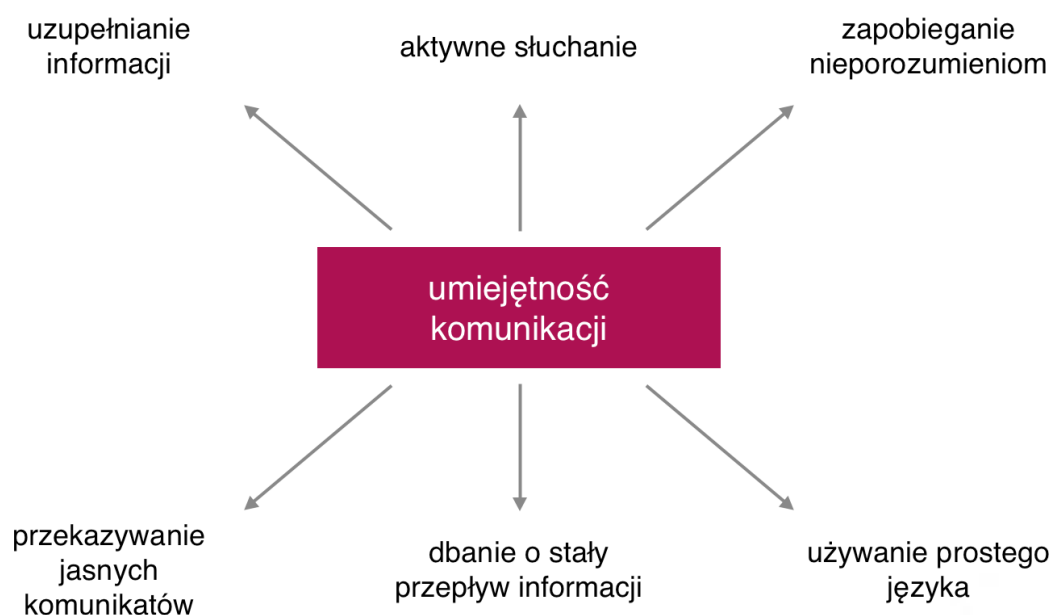 uzupełnianie
informacji
aktywne słuchanie
zapobieganie
nieporozumieniom
umiejętność
komunikacji
przekazywanie
jasnych
komunikatów
dbanie o stały
przepływ informacji
używanie prostego
języka